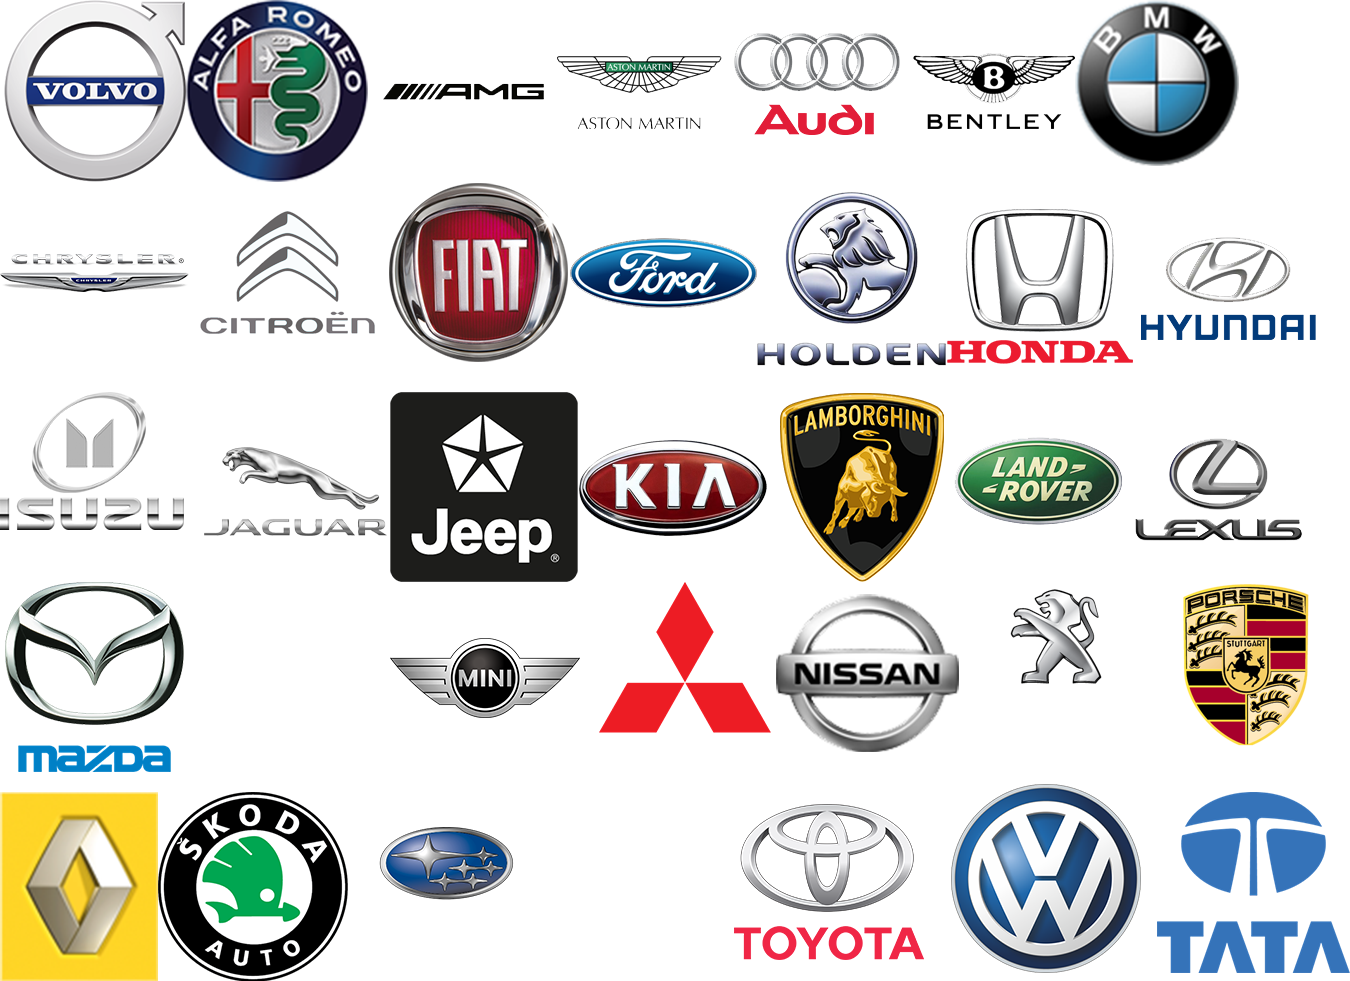 VOLVO
ALFA ROMEO
AMG
ASTON MARTIN
ASTON MARTIN
Audi
B
BENTLEY
BMW
CHRYSLER®
CHRYSLER
CITROËN
FIAT
Ford
HOLDEN
HONDA
HYUNDAI
ISUZU
JAGUAR
Jeep®
KIA
LAMBORGHINI
LAND-
-ROVER
LEXUS
mazda
MINI
NISSAN
PORSCHE
STUTTGART
ŠKODA
AUTO
TOYOTA
TATA